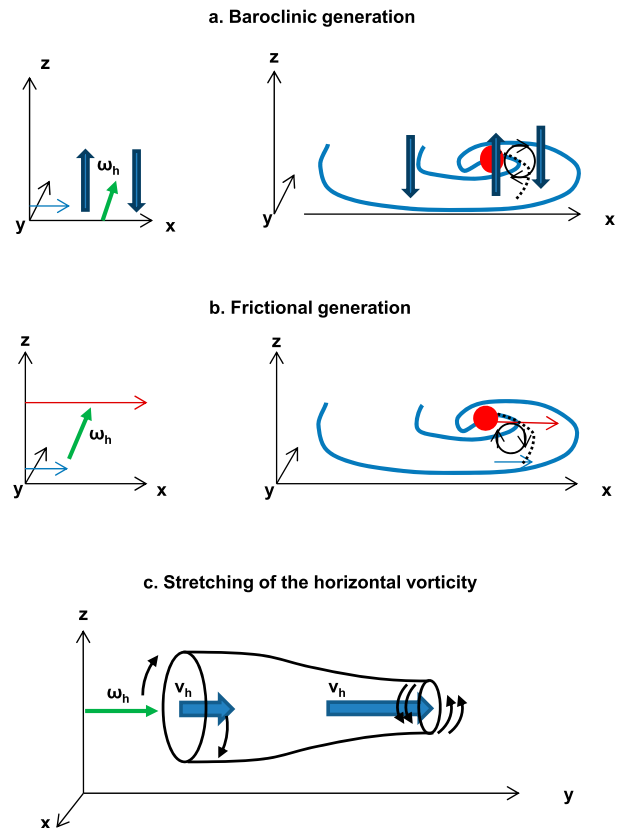 a. Baroclinic generation
z
z
ωh
y
x
y
x
b. Frictional generation
z
z
ωh
y
x
y
x
c. Stretching of the horizontal vorticity
z
ωh
vh
vh
x
y